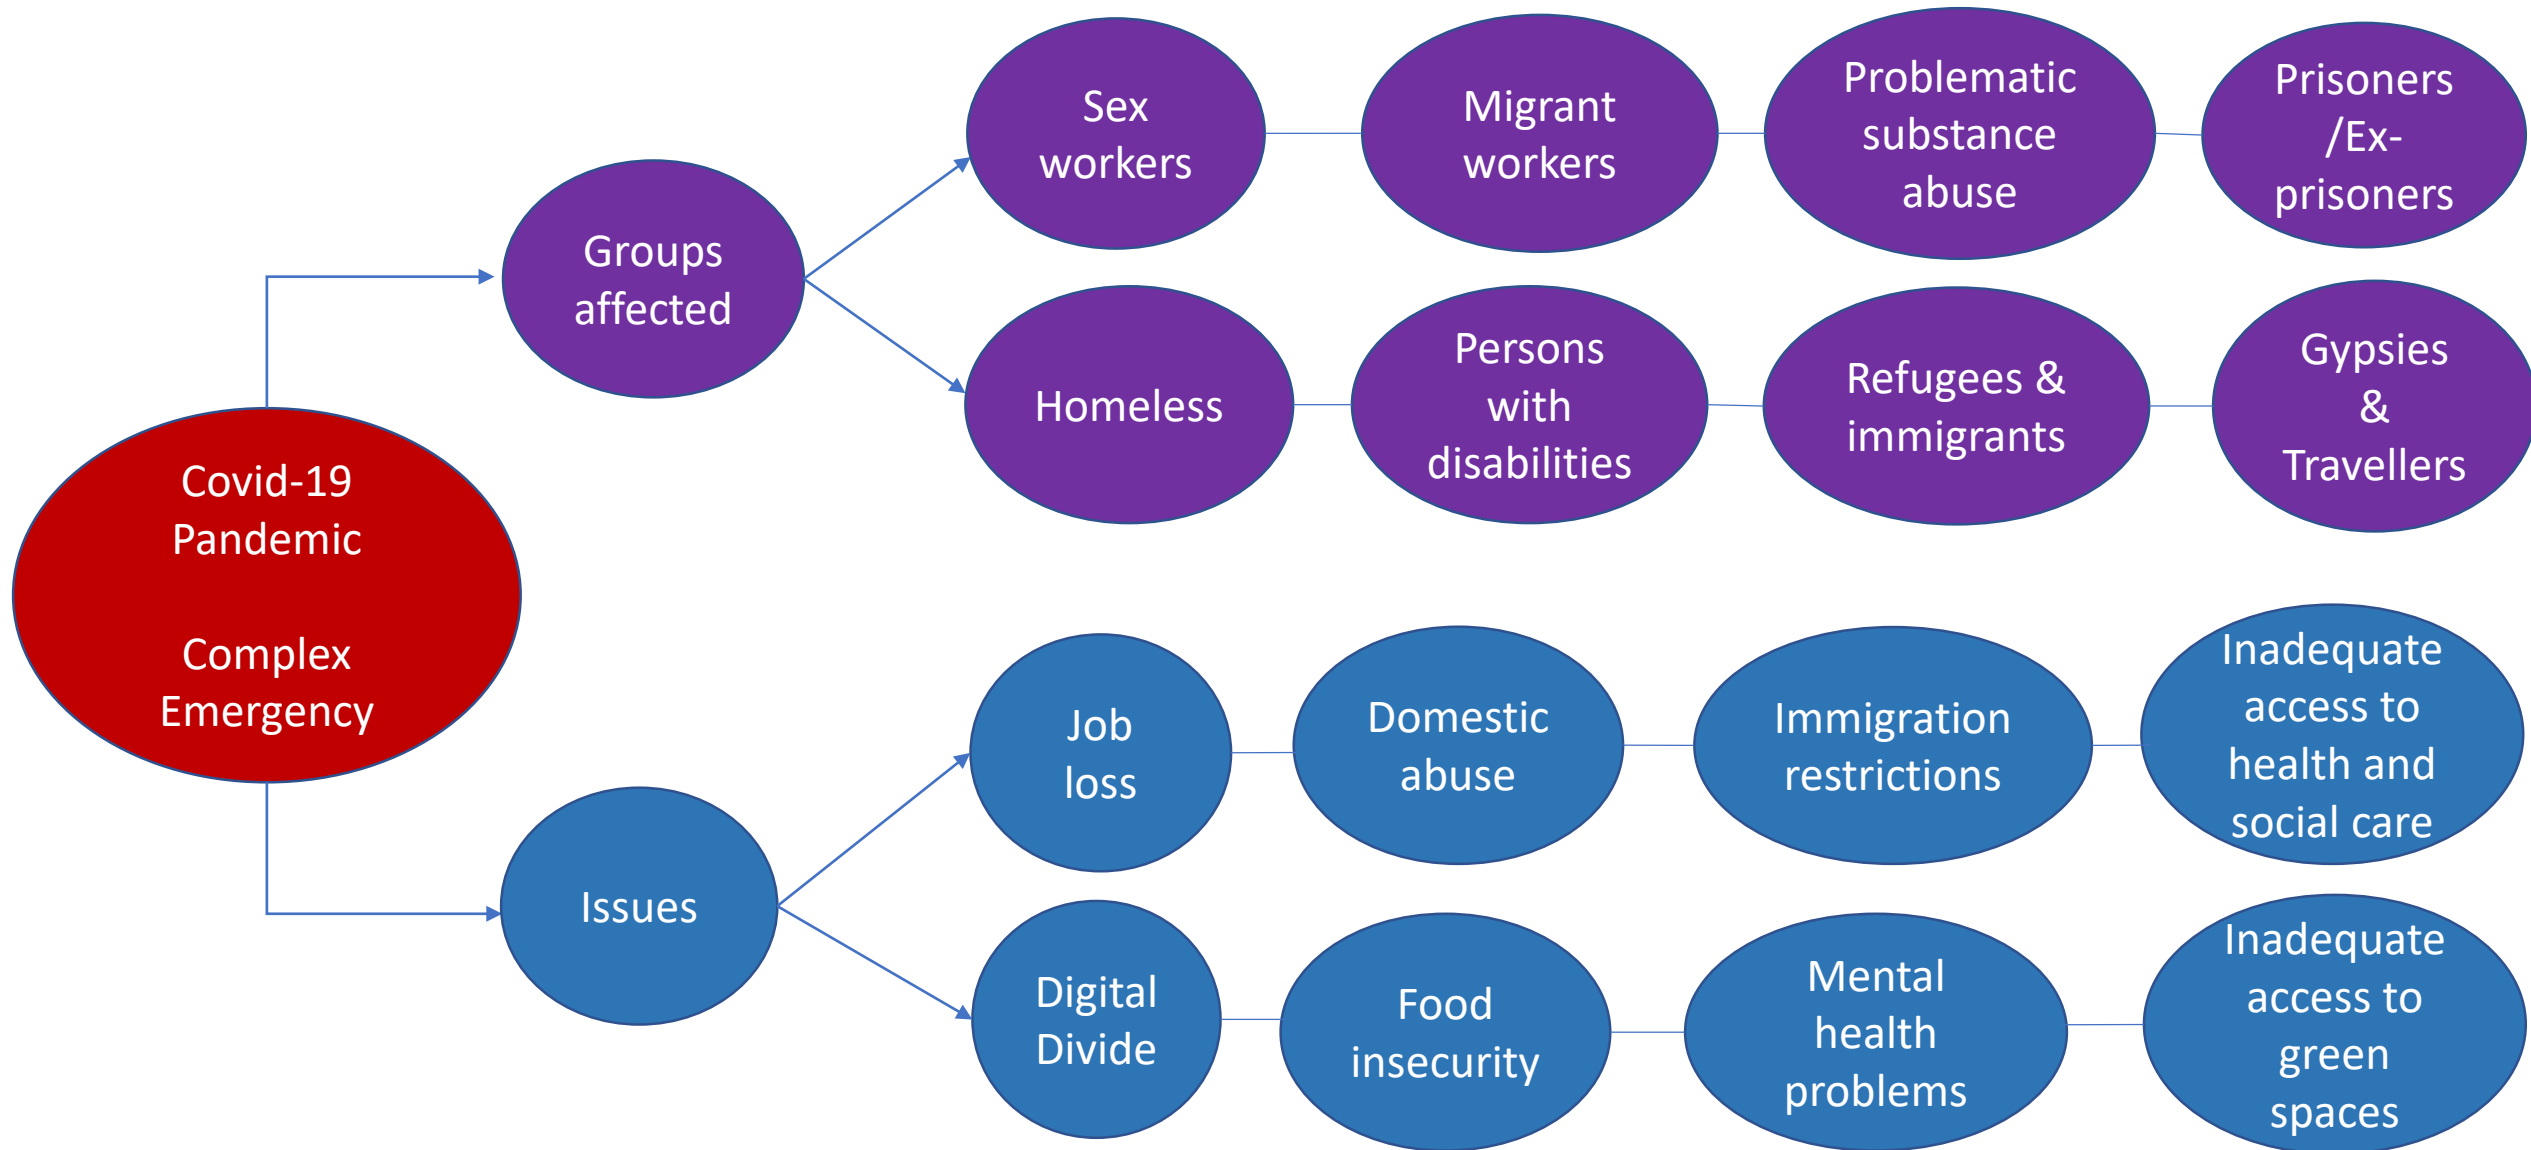 Covid-19
Pandemic
Complex
Emergency
Groups
affected
Sex
workers
Migrant
workers
Problematic
substance
abuse
Prisoners
/Ex-
prisoners
Homeless
Persons
with
disabilities
Refugees &
immigrants
Gypsies
&
Travellers
Issues
Job
loss
Domestic
abuse
Immigration
restrictions
Inadequate
access to
health and
social care
Digital
Divide
Food
insecurity
Mental
health
problems
Inadequate
access to
green
spaces